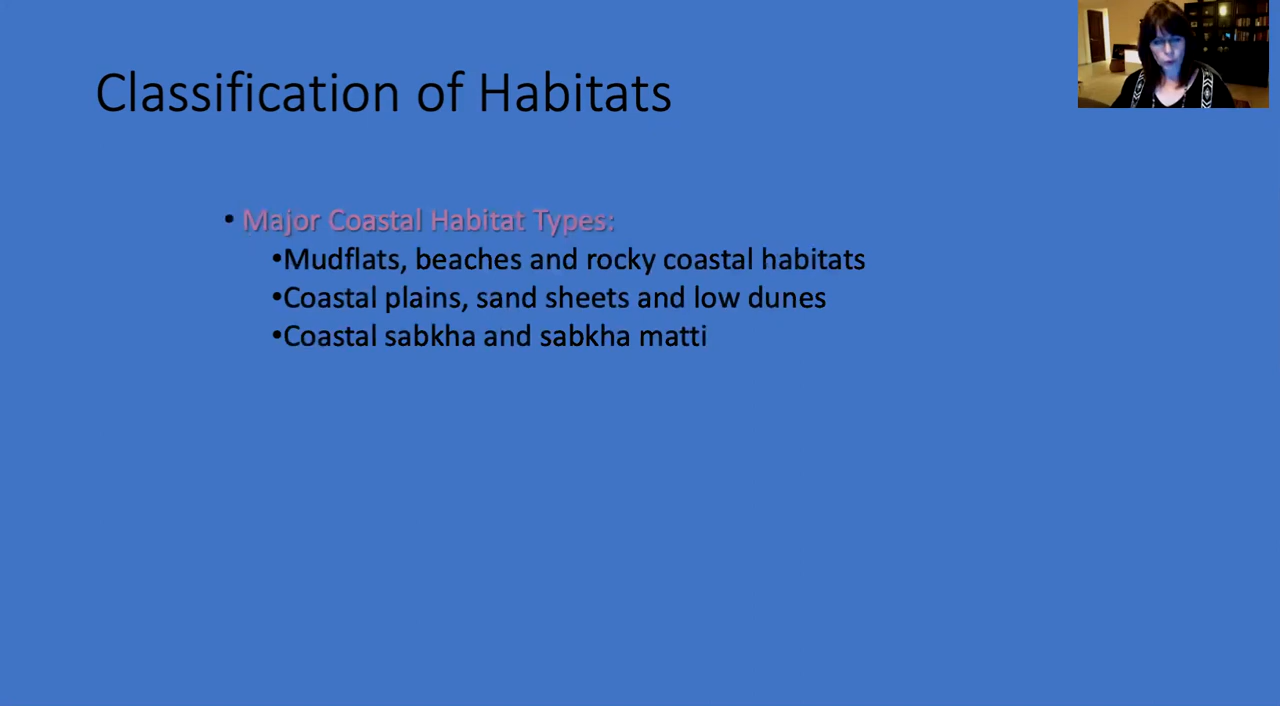 Classification of Habitats
• Major Coastal Habitat Types:
•Mudflats, beaches and rocky coastal habitats
•Coastal plains, sand sheets and low dunes
•Coastal sabkha and sabkha matti